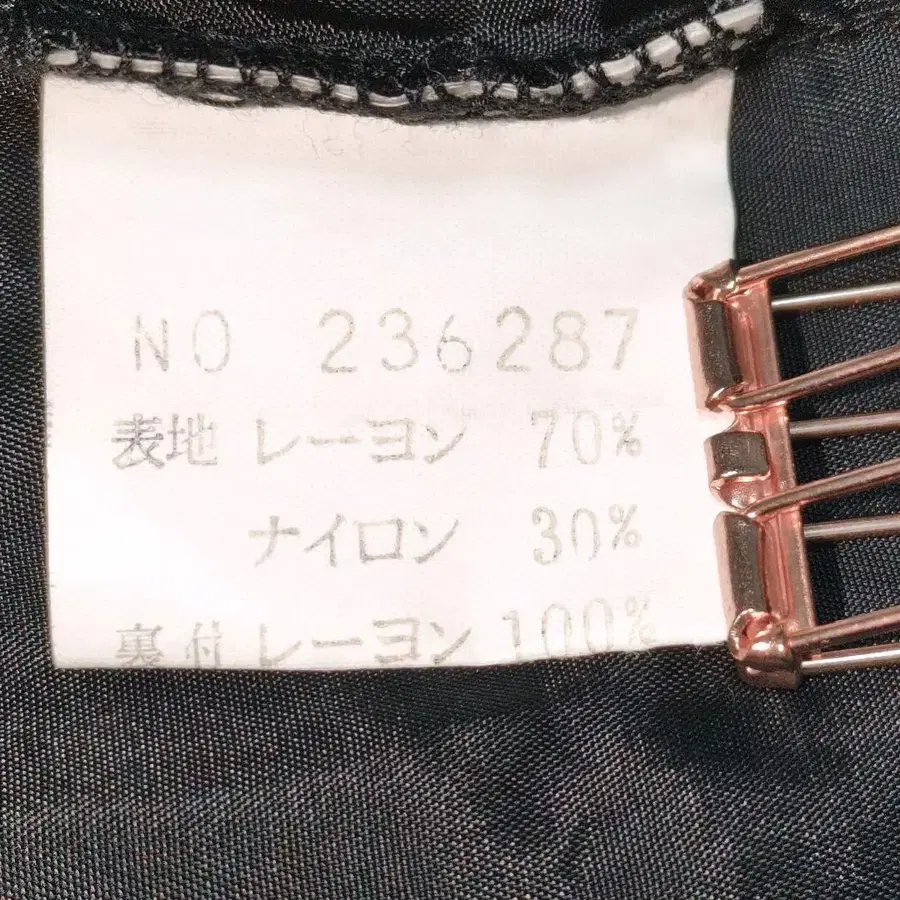 NO 236287
表地 レーヨン 70%
ナイロン 30%
裏付 レーヨン 100%